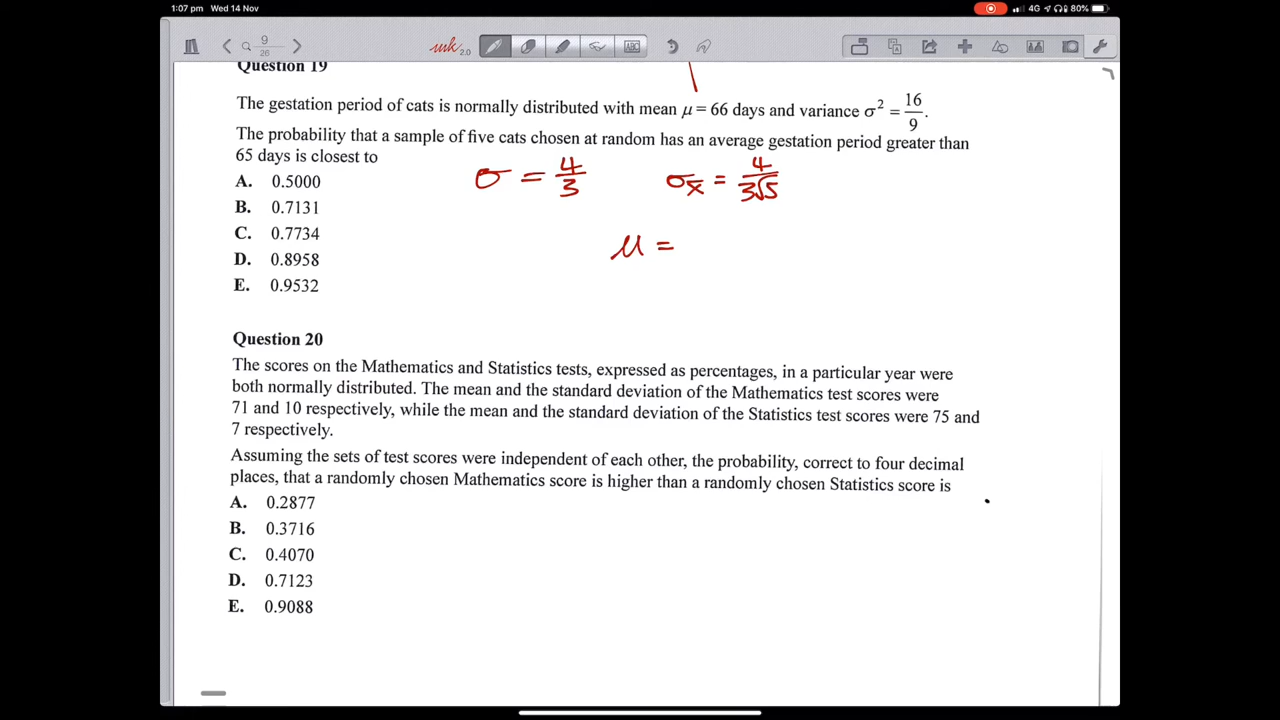 1:07 pm Wed 14 Nov
4G 80%
9
26
mk 2.0
ABC
Question 19
The gestation period of cats is normally distributed with mean μ = 66 days and variance σ² = 16/9.
The probability that a sample of five cats chosen at random has an average gestation period greater than
65 days is closest to
σ = 4/3 σx̄ = 4/3√5
A. 0.5000
B. 0.7131
μ =
C. 0.7734
D. 0.8958
E. 0.9532
Question 20
The scores on the Mathematics and Statistics tests, expressed as percentages, in a particular year were
both normally distributed. The mean and the standard deviation of the Mathematics test scores were
71 and 10 respectively, while the mean and the standard deviation of the Statistics test scores were 75 and
7 respectively.
Assuming the sets of test scores were independent of each other, the probability, correct to four decimal
places, that a randomly chosen Mathematics score is higher than a randomly chosen Statistics score is
A. 0.2877
B. 0.3716
C. 0.4070
D. 0.7123
E. 0.9088